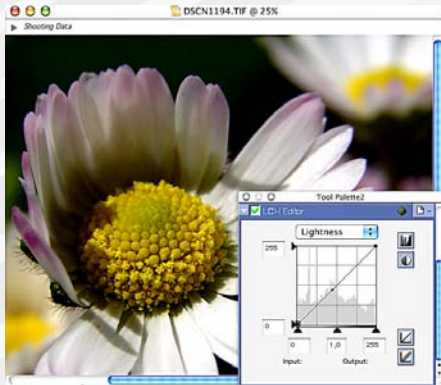 DSCN1194.TIF @ 25%
Shooting Data
Tool Palette2
LCH Editor
Lightness
255
0
0 1,0 255
Input: Output: